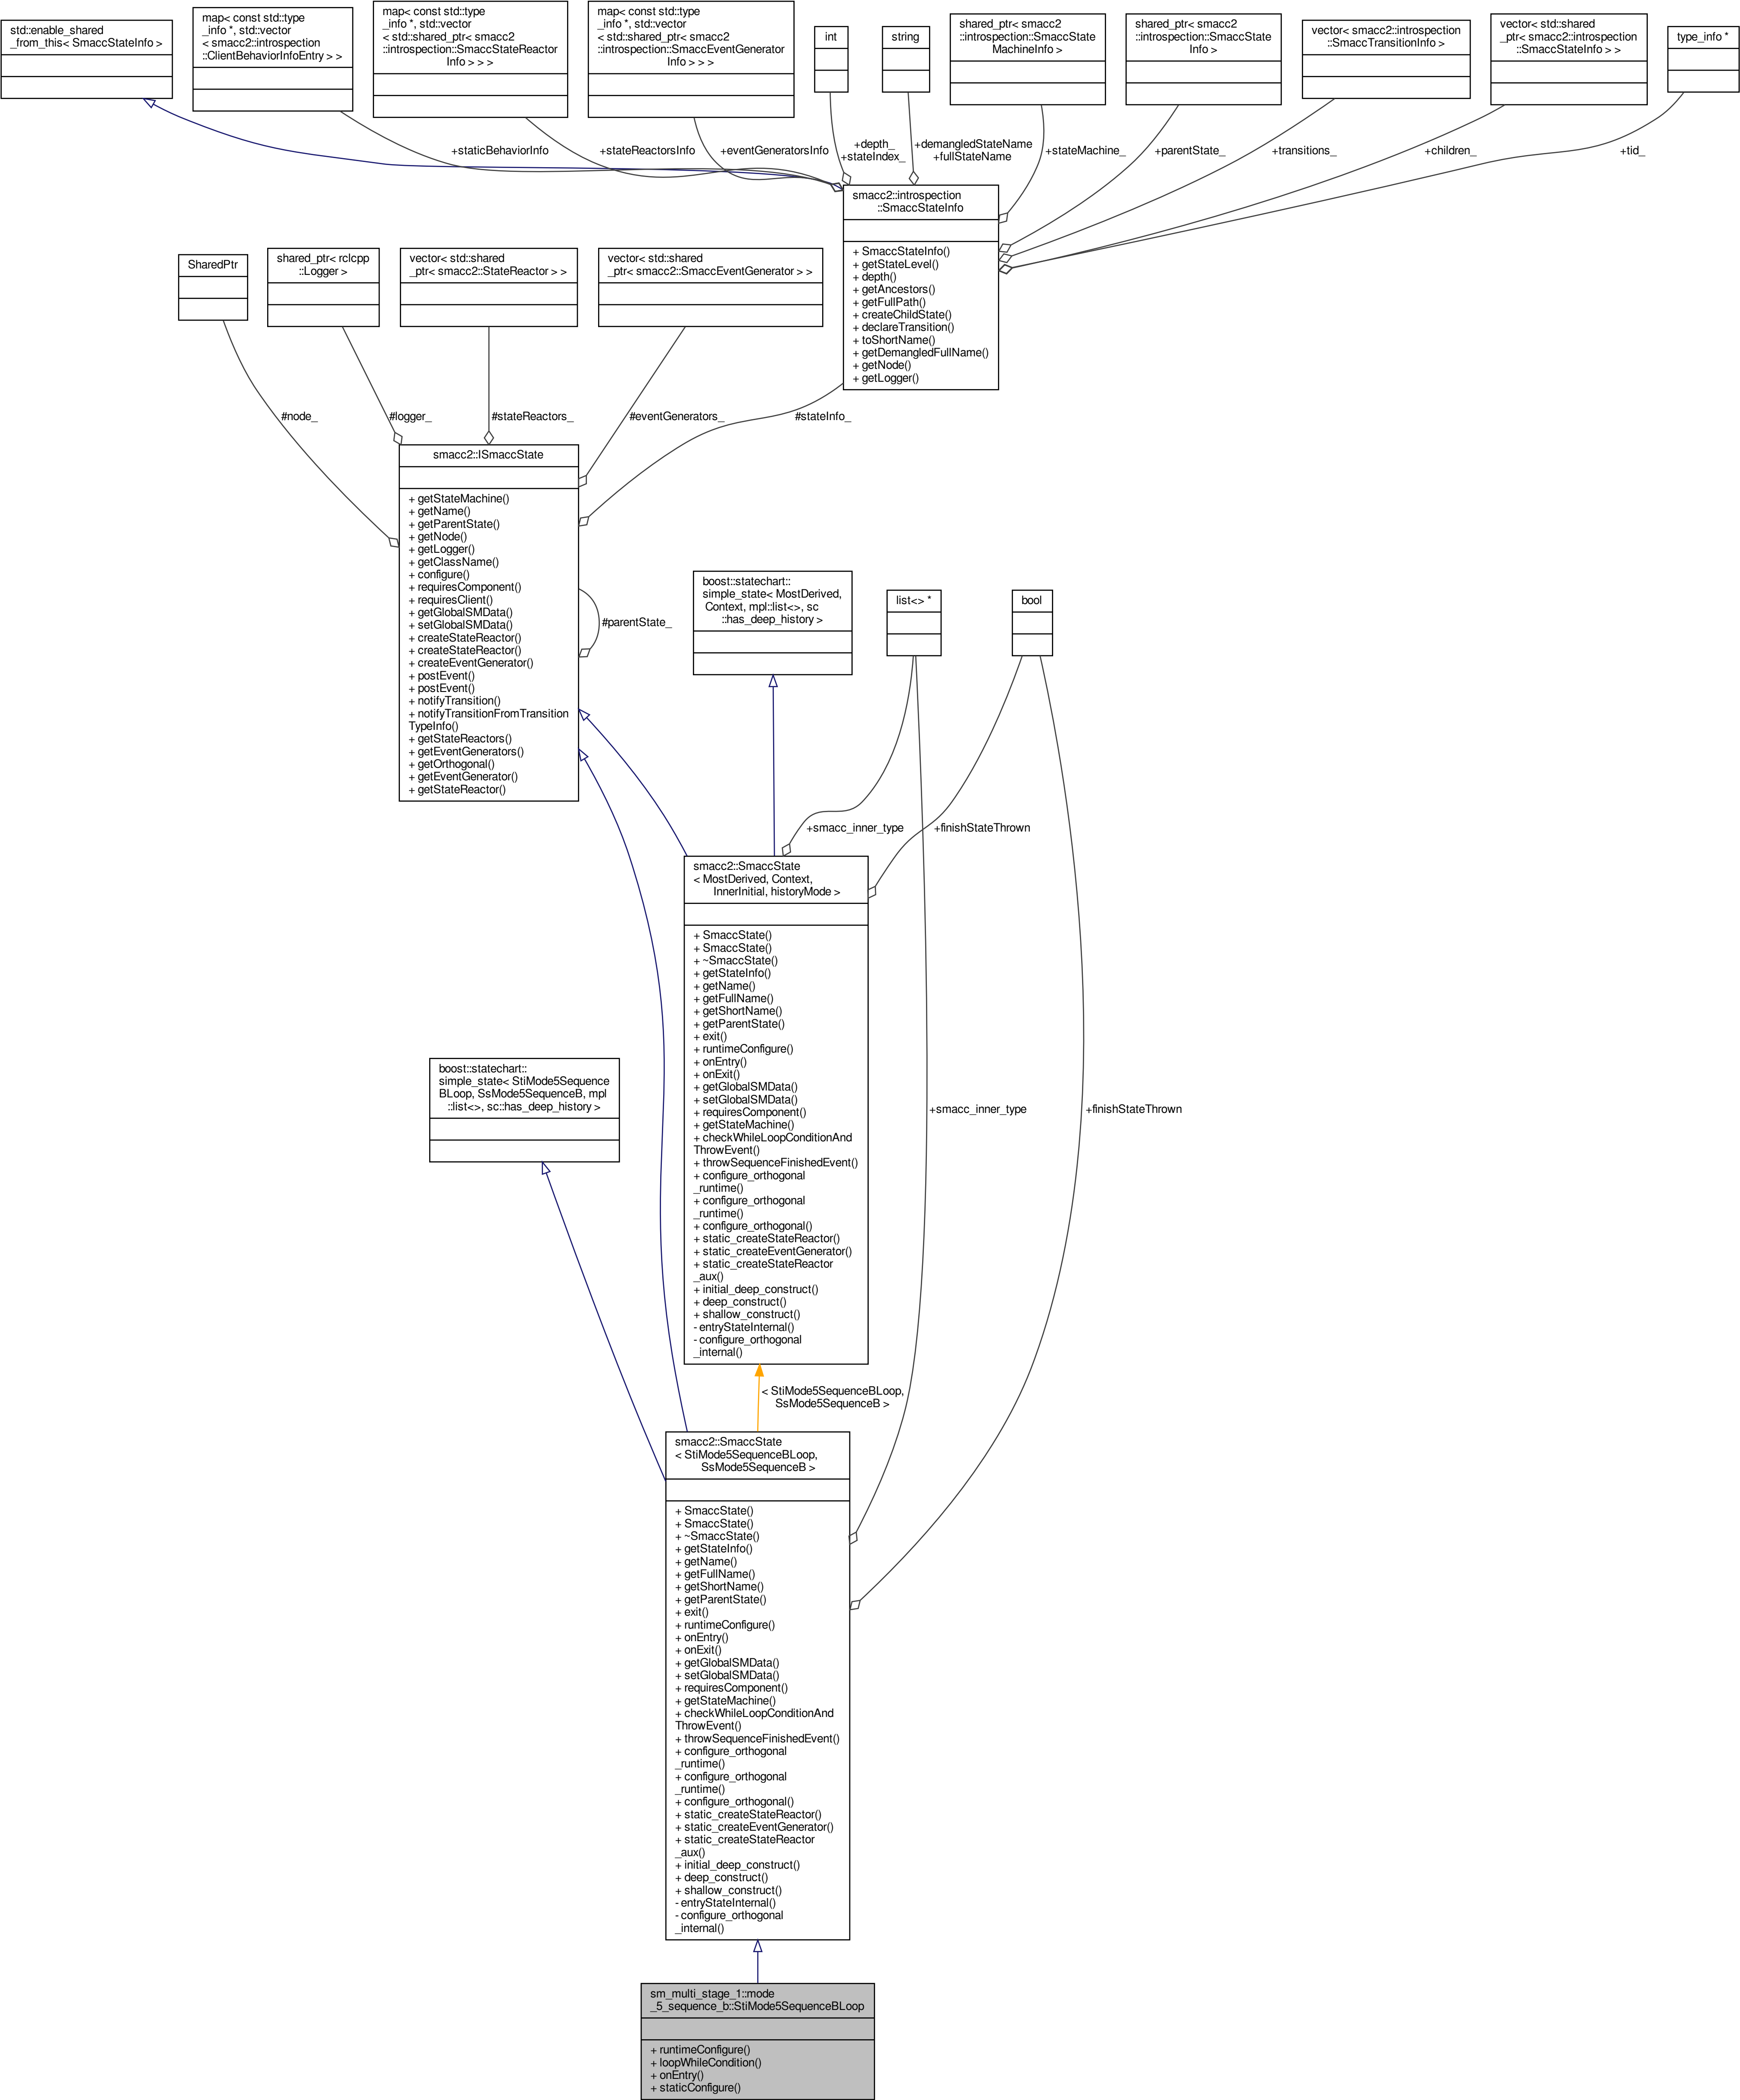 std::enable_shared
_from_this< SmaccStateInfo >
map< const std::type
_info *, std::vector
< smacc2::introspection
::ClientBehaviorInfoEntry > >
map< const std::type
_info *, std::vector
< std::shared_ptr< smacc2
::introspection::SmaccStateReactor
Info > > >
map< const std::type
_info *, std::vector
< std::shared_ptr< smacc2
::introspection::SmaccEventGenerator
Info > > >
int
string
shared_ptr< smacc2
::introspection::SmaccState
MachineInfo >
shared_ptr< smacc2
::introspection::SmaccState
Info >
vector< smacc2::introspection
::SmaccTransitionInfo >
vector< std::shared
_ptr< smacc2::introspection
::SmaccStateInfo > >
type_info *
+staticBehaviorInfo
+stateReactorsInfo
+eventGeneratorsInfo
+depth_
+stateIndex_
+demangledStateName
+fullStateName
+stateMachine_
+parentState_
+transitions_
+children_
+tid_
smacc2::introspection
::SmaccStateInfo
+ SmaccStateInfo()
+ getStateLevel()
+ depth()
+ getAncestors()
+ getFullPath()
+ createChildState()
+ declareTransition()
+ toShortName()
+ getDemangledFullName()
+ getNode()
+ getLogger()
SharedPtr
shared_ptr< rclcpp
::Logger >
vector< std::shared
_ptr< smacc2::StateReactor > >
vector< std::shared
_ptr< smacc2::SmaccEventGenerator > >
#node_
#logger_
#stateReactors_
#eventGenerators_
#stateInfo_
smacc2::ISmaccState
+ getStateMachine()
+ getName()
+ getParentState()
+ getNode()
+ getLogger()
+ getClassName()
+ configure()
+ requiresComponent()
+ requiresClient()
+ getGlobalSMData()
+ setGlobalSMData()
+ createStateReactor()
+ createStateReactor()
+ createEventGenerator()
+ postEvent()
+ postEvent()
+ notifyTransition()
+ notifyTransitionFromTransition
TypeInfo()
+ getStateReactors()
+ getEventGenerators()
+ getOrthogonal()
+ getEventGenerator()
+ getStateReactor()
#parentState_
boost::statechart::
simple_state< MostDerived,
Context, mpl::list<>, sc
::has_deep_history >
list<> *
bool
+smacc_inner_type
+finishStateThrown
smacc2::SmaccState
< MostDerived, Context,
InnerInitial, historyMode >
+ SmaccState()
+ SmaccState()
+ ~SmaccState()
+ getStateInfo()
+ getName()
+ getFullName()
+ getShortName()
+ getParentState()
+ exit()
+ runtimeConfigure()
+ onEntry()
+ onExit()
+ getGlobalSMData()
+ setGlobalSMData()
+ requiresComponent()
+ getStateMachine()
+ checkWhileLoopConditionAnd
ThrowEvent()
+ throwSequenceFinishedEvent()
+ configure_orthogonal
_runtime()
+ configure_orthogonal
_runtime()
+ configure_orthogonal()
+ static_createStateReactor()
+ static_createEventGenerator()
+ static_createStateReactor
_aux()
+ initial_deep_construct()
+ deep_construct()
+ shallow_construct()
- entryStateInternal()
- configure_orthogonal
_internal()
boost::statechart::
simple_state< StiMode5Sequence
BLoop, SsMode5SequenceB, mpl
::list<>, sc::has_deep_history >
+smacc_inner_type
+finishStateThrown
< StiMode5SequenceBLoop,
SsMode5SequenceB >
smacc2::SmaccState
< StiMode5SequenceBLoop,
SsMode5SequenceB >
+ SmaccState()
+ SmaccState()
+ ~SmaccState()
+ getStateInfo()
+ getName()
+ getFullName()
+ getShortName()
+ getParentState()
+ exit()
+ runtimeConfigure()
+ onEntry()
+ onExit()
+ getGlobalSMData()
+ setGlobalSMData()
+ requiresComponent()
+ getStateMachine()
+ checkWhileLoopConditionAnd
ThrowEvent()
+ throwSequenceFinishedEvent()
+ configure_orthogonal
_runtime()
+ configure_orthogonal
_runtime()
+ configure_orthogonal()
+ static_createStateReactor()
+ static_createEventGenerator()
+ static_createStateReactor
_aux()
+ initial_deep_construct()
+ deep_construct()
+ shallow_construct()
- entryStateInternal()
- configure_orthogonal
_internal()
sm_multi_stage_1::mode
_5_sequence_b::StiMode5SequenceBLoop
+ runtimeConfigure()
+ loopWhileCondition()
+ onEntry()
+ staticConfigure()